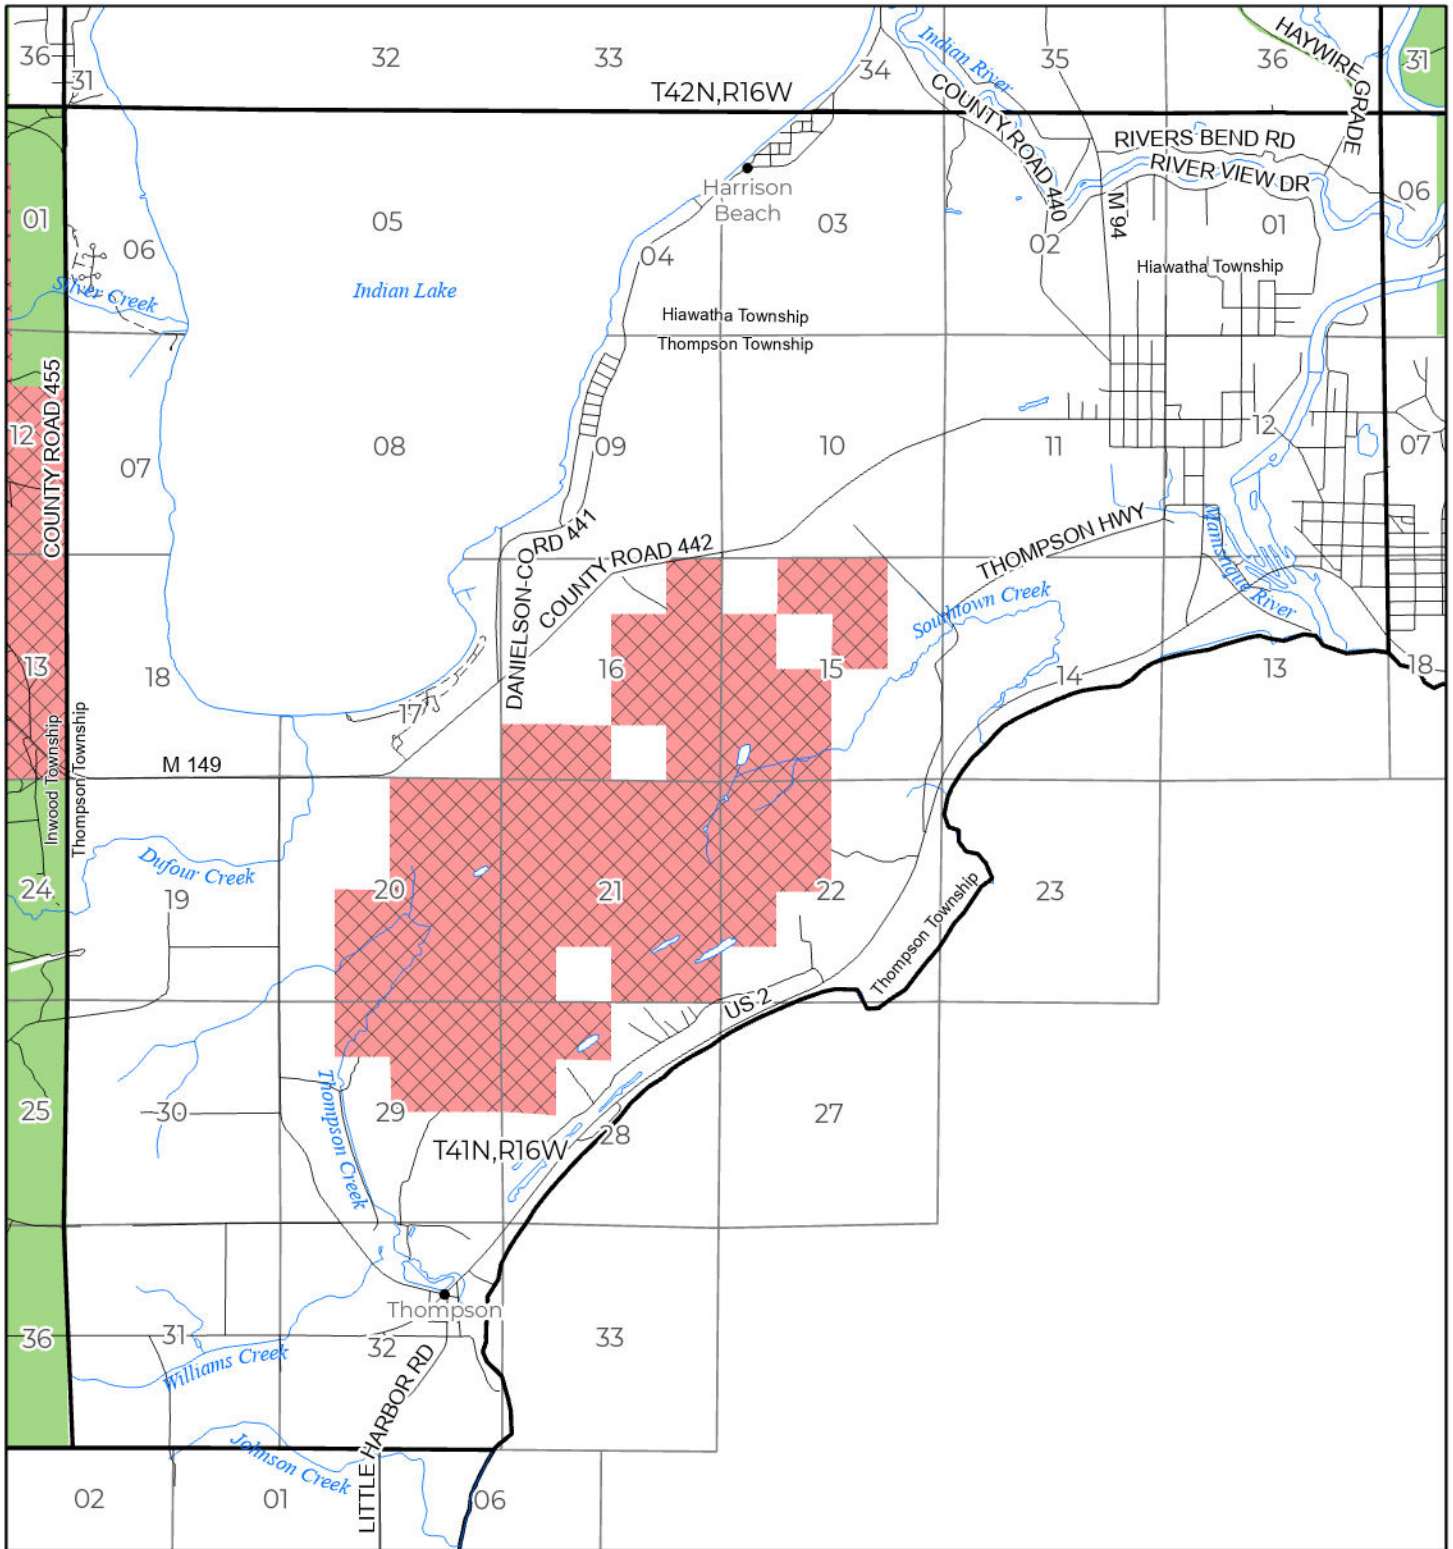 36
31
32
33
34
Indian River
35
36
HAYWIRE GRADE
31
T42N,R16W
COUNTY ROAD 440
RIVERS BEND RD
RIVER VIEW DR
Harrison
Beach
M 94
01
06
05
04
03
02
01
06
Silver Creek
Indian Lake
Hiawatha Township
Hiawatha Township
Thompson Township
COUNTY ROAD 455
12
07
08
09
10
11
12
07
DANIELSON-CO RD 441
COUNTY ROAD 442
THOMPSON HWY
Manistique River
Southtown Creek
13
18
17
16
15
14
13
18
Inwood Township
Thompson Township
M 149
Dufour Creek
24
19
20
21
22
23
Thompson Township
US 2
25
30
Thompson Creek
29
28
27
T41N,R16W
Thompson
36
31
32
33
Williams Creek
LITTLE HARBOR RD
Johnson Creek
02
01
06